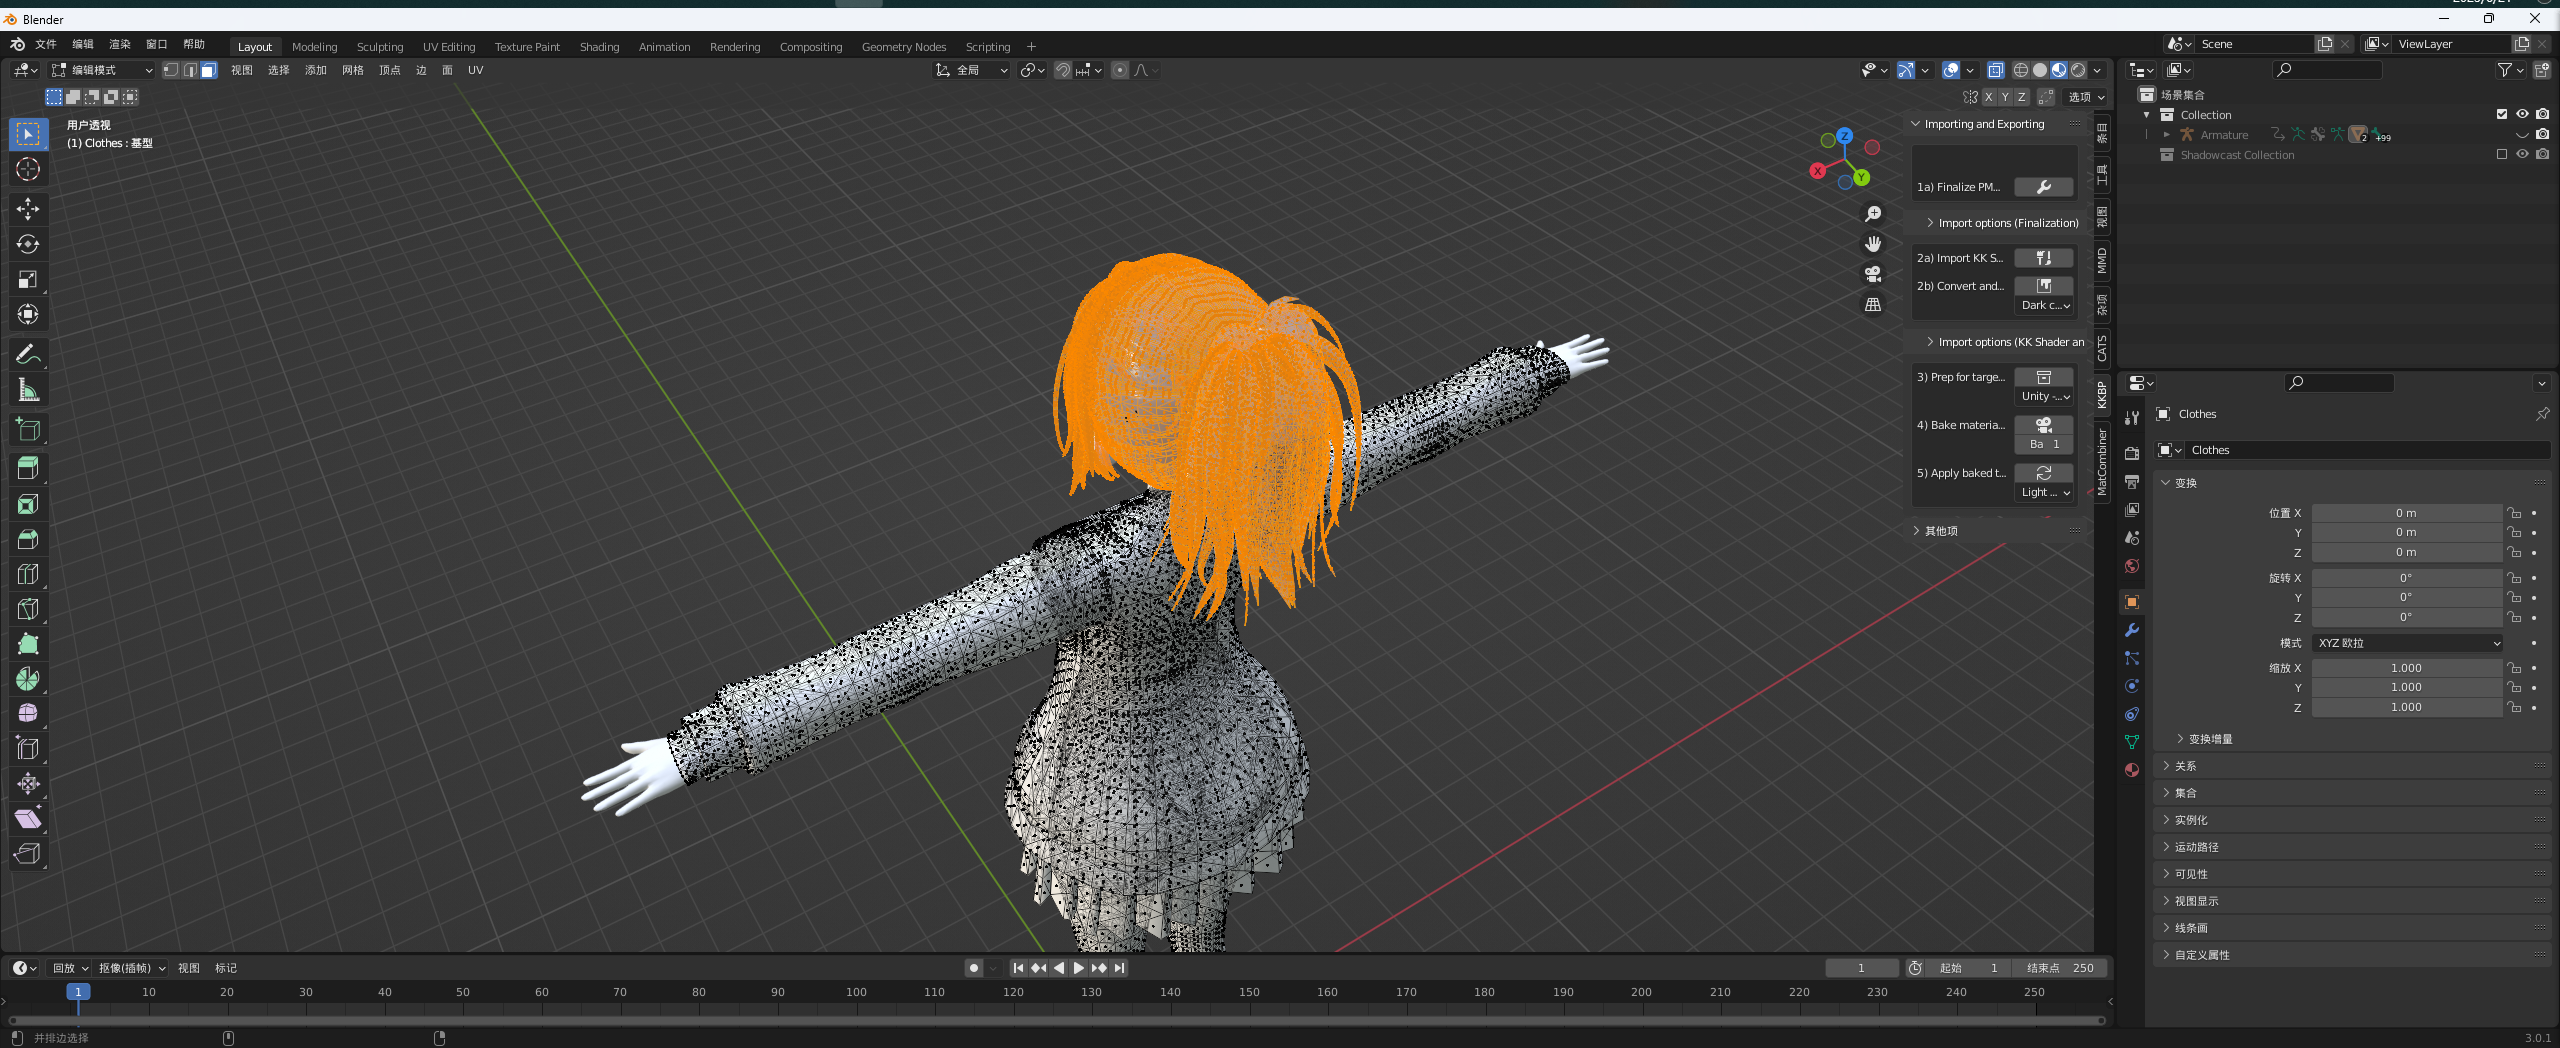 Blender
文件 编辑 渲染 窗口 帮助 Layout Modeling Sculpting UV Editing Texture Paint Shading Animation Rendering Compositing Geometry Nodes Scripting + Scene ViewLayer
编辑模式 视图 选择 添加 网格 顶点 边 面 UV 全局
X Y Z 选项
用户透视
(1) Clothes : 基型
Z
X
Y
Importing and Exporting
1a) Finalize PM...
Import options (Finalization)
2a) Import KK S...
2b) Convert and...
Dark c...
Import options (KK Shader an
3) Prep for targe...
Unity -...
4) Bake materia...
Ba 1
5) Apply baked t...
Light ...
其他项
条目
工具
视图
MMD
杂项
CATS
KKBP
MatCombiner
场景集合
Collection
Armature 2 +99
Shadowcast Collection
Clothes
Clothes
变换
位置 X 0 m
Y 0 m
Z 0 m
旋转 X 0°
Y 0°
Z 0°
模式 XYZ 欧拉
缩放 X 1.000
Y 1.000
Z 1.000
变换增量
关系
集合
实例化
运动路径
可见性
视图显示
线条画
自定义属性
回放 抠像(插帧) 视图 标记 1 起始 1 结束点 250
1 10 20 30 40 50 60 70 80 90 100 110 120 130 140 150 160 170 180 190 200 210 220 230 240 250
并排边选择 3.0.1